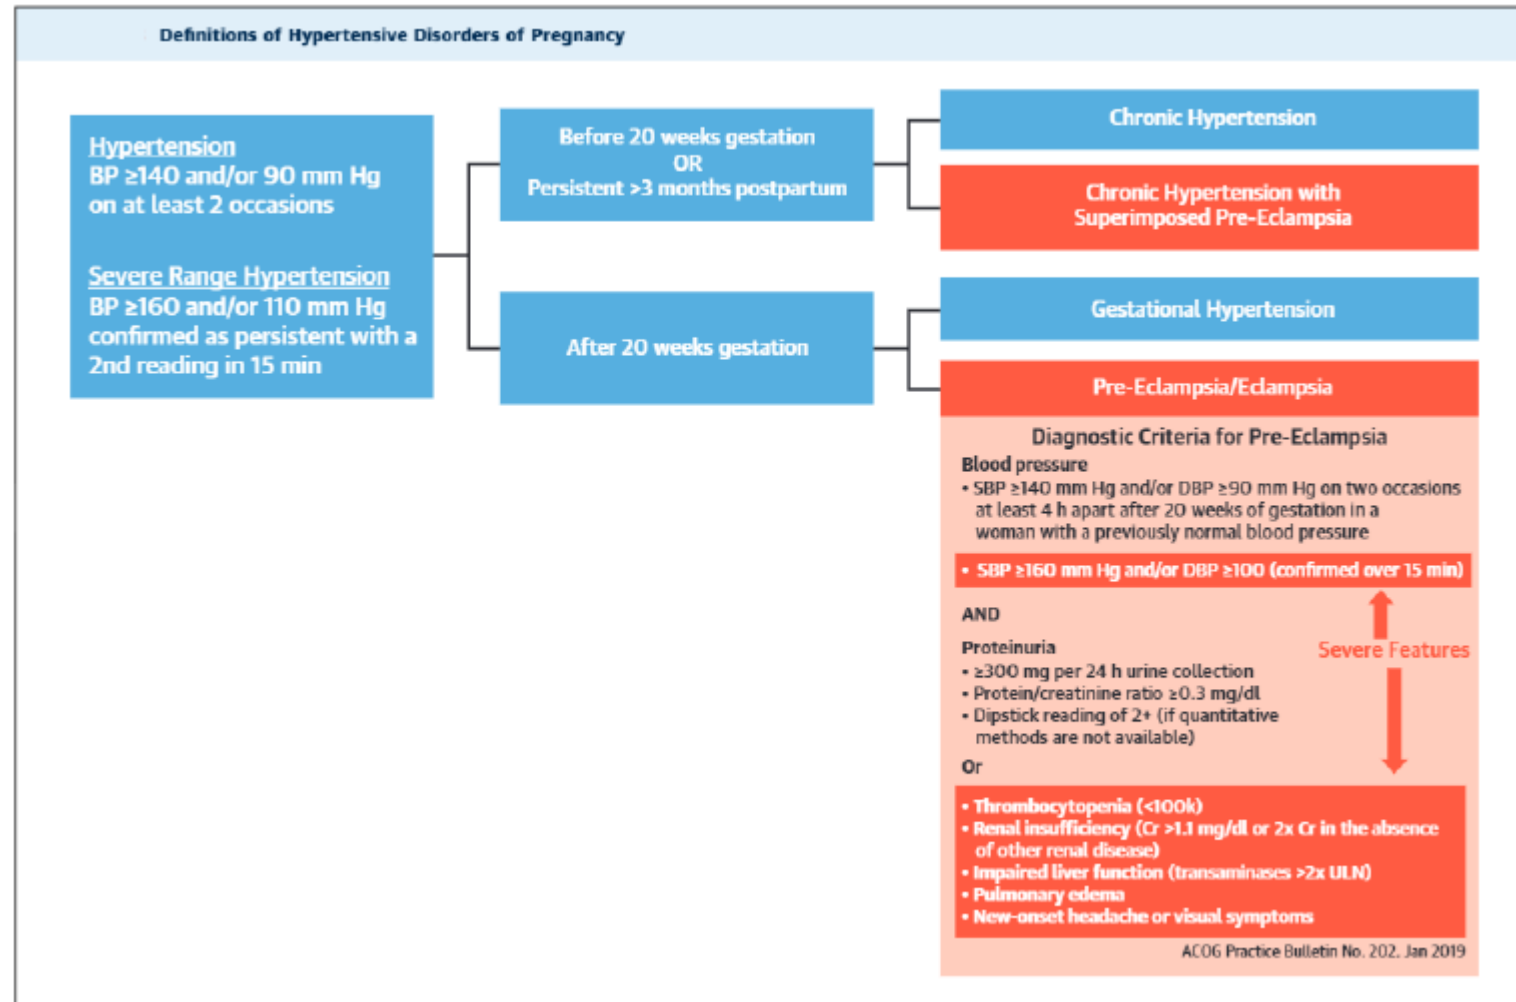 Definitions of Hypertensive Disorders of Pregnancy
Hypertension
BP ≥140 and/or 90 mm Hg
on at least 2 occasions
Severe Range Hypertension
BP ≥160 and/or 110 mm Hg
confirmed as persistent with a
2nd reading in 15 min
Before 20 weeks gestation
OR
Persistent >3 months postpartum
After 20 weeks gestation
Chronic Hypertension
Chronic Hypertension with
Superimposed Pre-Eclampsia
Gestational Hypertension
Pre-Eclampsia/Eclampsia
Diagnostic Criteria for Pre-Eclampsia
Blood pressure
• SBP ≥140 mm Hg and/or DBP ≥90 mm Hg on two occasions
at least 4 h apart after 20 weeks of gestation in a
woman with a previously normal blood pressure
• SBP ≥160 mm Hg and/or DBP ≥100 (confirmed over 15 min)
AND
Severe Features
Proteinuria
• ≥300 mg per 24 h urine collection
• Protein/creatinine ratio ≥0.3 mg/dl
• Dipstick reading of 2+ (if quantitative
methods are not available)
Or
• Thrombocytopenia (<100k)
• Renal insufficiency (Cr >1.1 mg/dl or 2x Cr in the absence
of other renal disease)
• Impaired liver function (transaminases >2x ULN)
• Pulmonary edema
• New-onset headache or visual symptoms
ACOG Practice Bulletin No. 202, Jan 2019